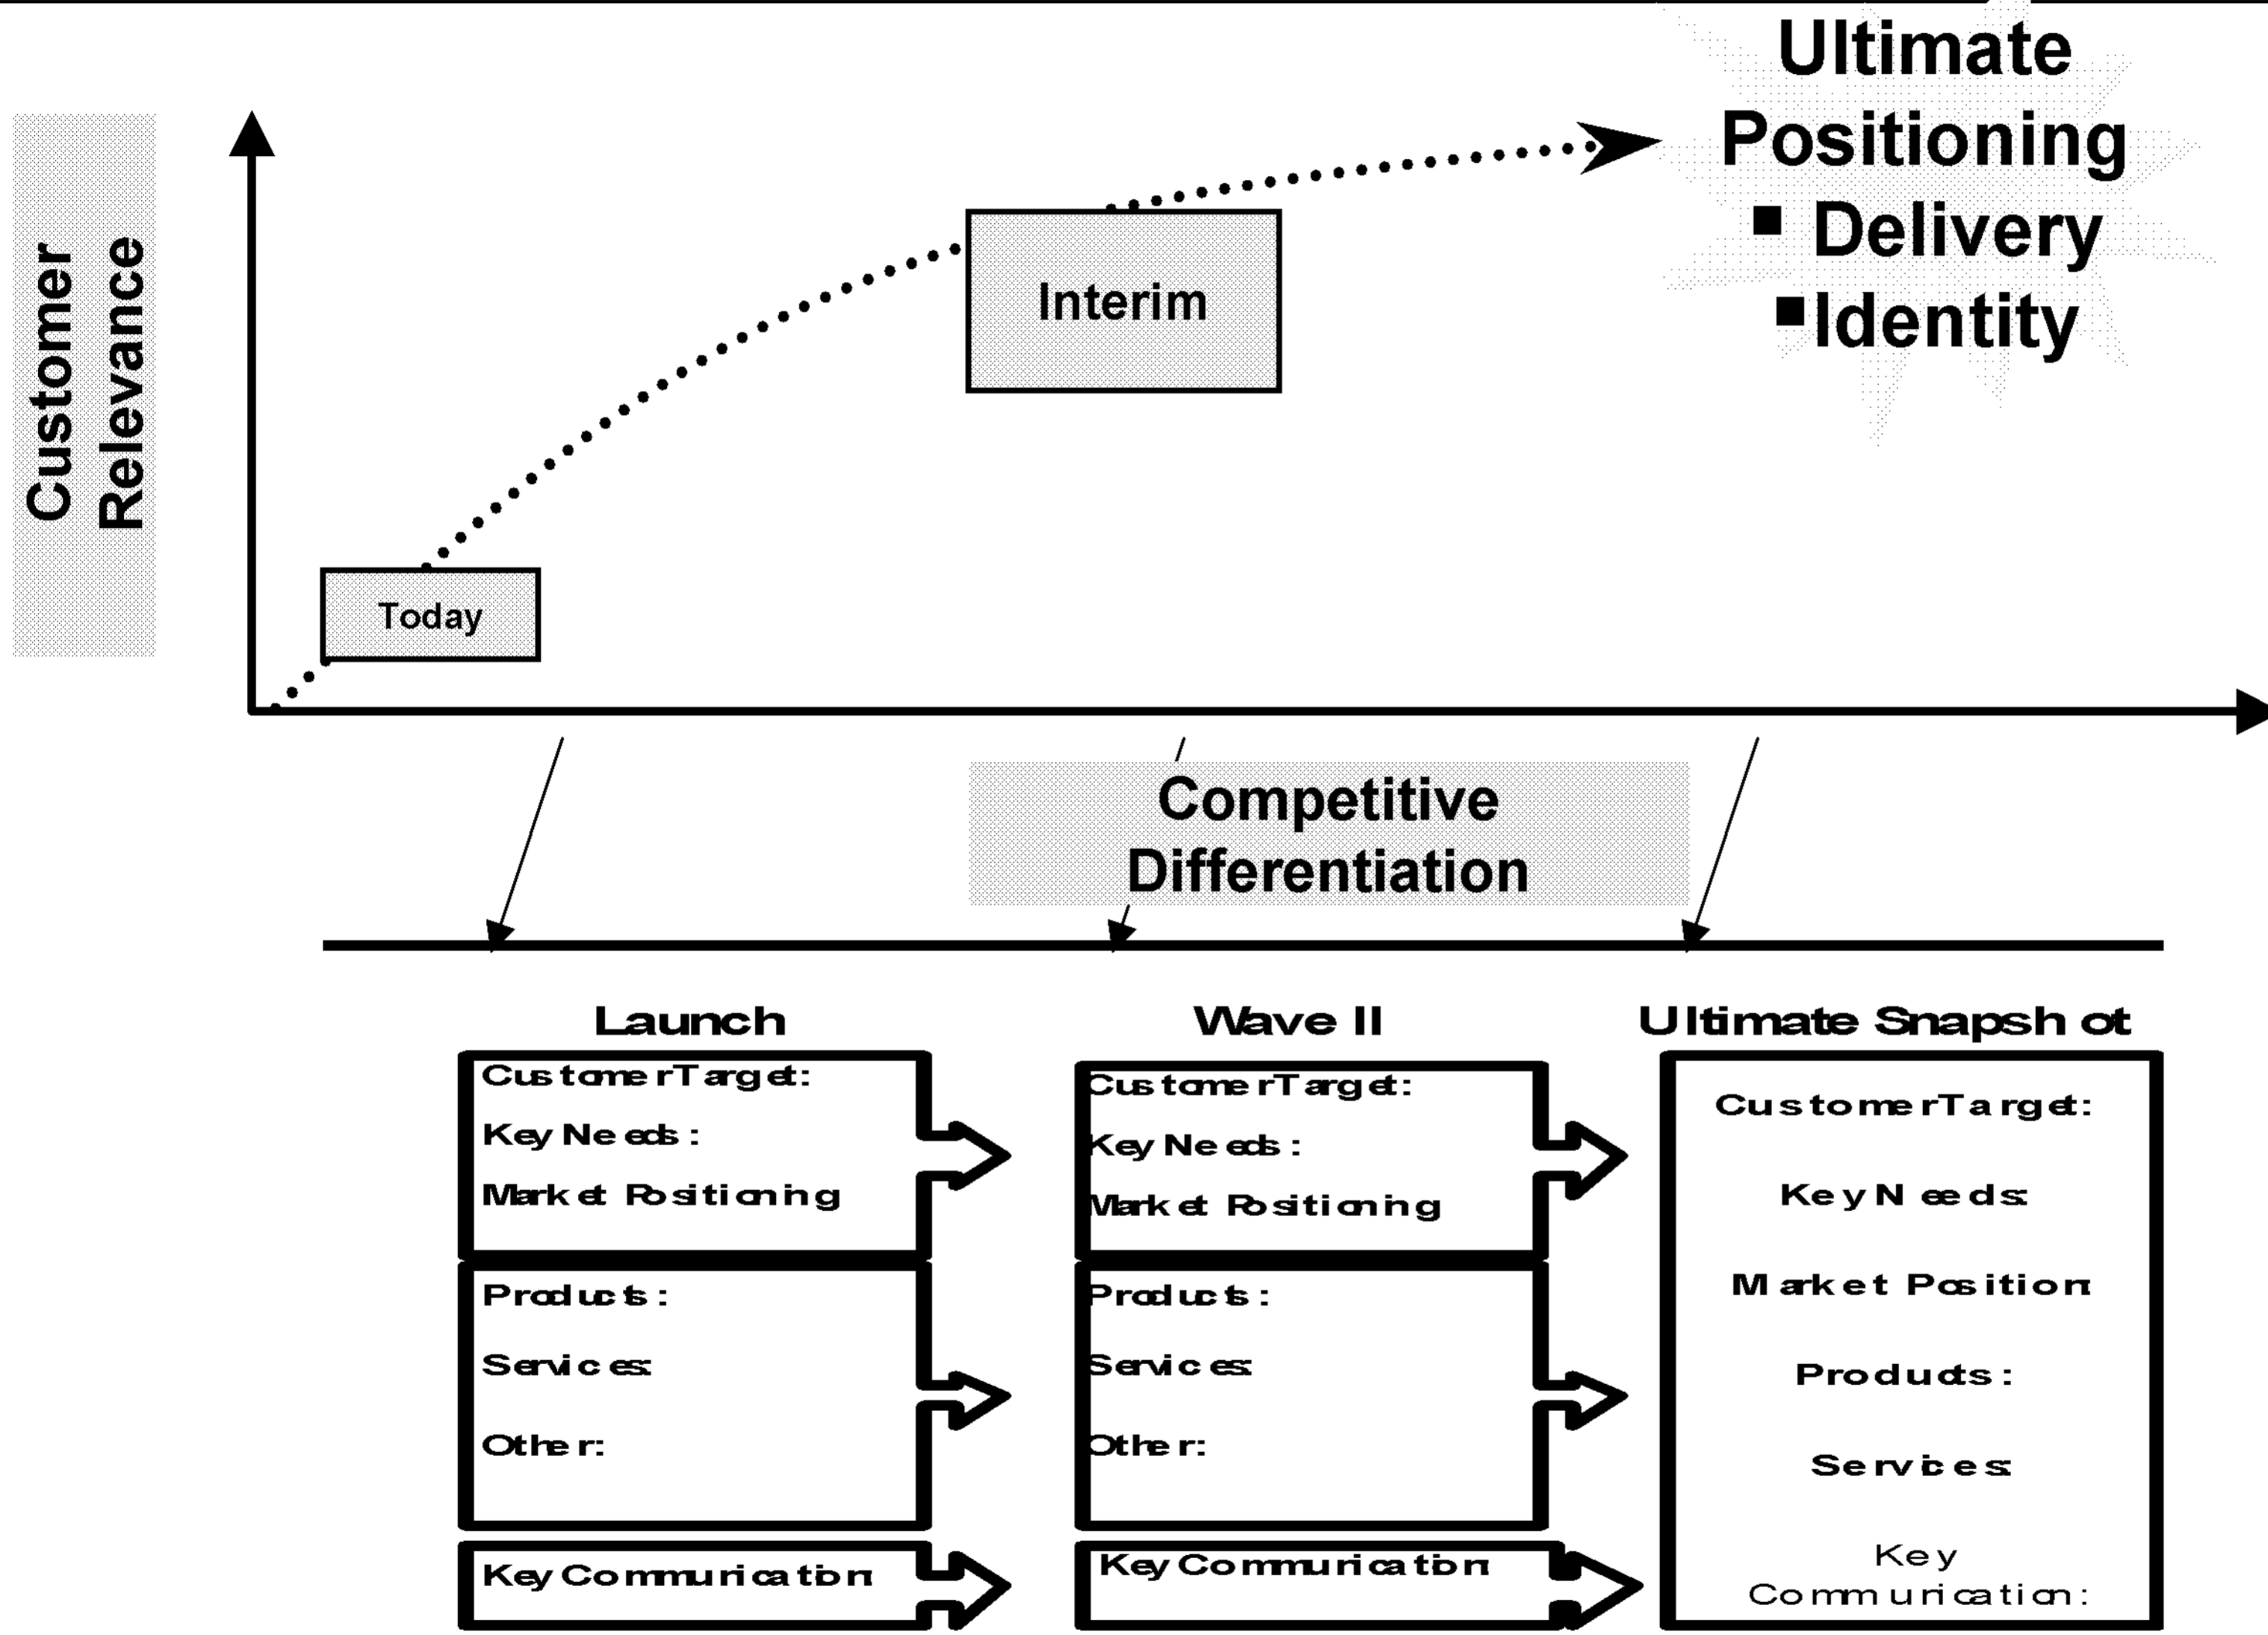 Ultimate
Positioning
▪ Delivery
▪ Identity
Customer
Relevance
Interim
Today
Competitive
Differentiation
Launch
Customer Target:
Key Needs:
Market Positioning
Products:
Services:
Other:
Key Communication:
Wave II
Customer Target:
Key Needs:
Market Positioning
Products:
Services:
Other:
Key Communication:
Ultimate Snapshot
Customer Target:
Key Needs:
Market Position:
Products:
Services:
Key
Communication: